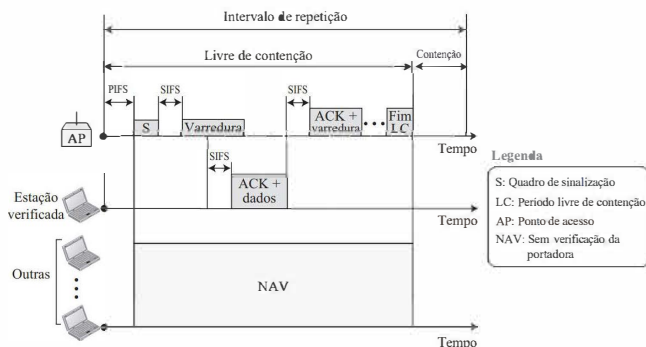 Intervalo de repetição
Livre de contenção
Contenção
PIFS
SIFS
SIFS
S
Varredura
ACK +
varredura
Fim
LC
AP
Tempo
SIFS
ACK +
dados
Estação
verificada
Tempo
Outras
NAV
Tempo
Legenda
S: Quadro de sinalização
LC: Periodo livre de contenção
AP: Ponto de acesso
NAV: Sem verificação da
portadora